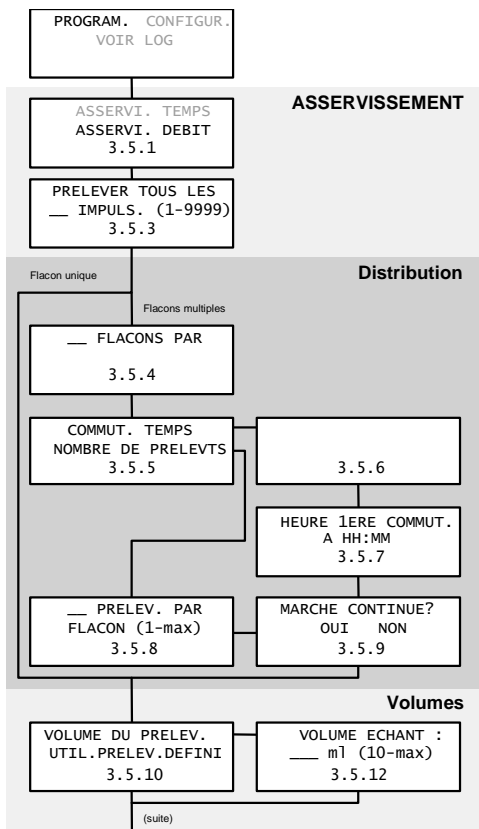 PROGRAM. CONFIGUR.
VOIR LOG
ASSERVISSEMENT
ASSERVI. TEMPS
ASSERVI. DEBIT
3.5.1
PRELEVER TOUS LES
__ IMPULS. (1-9999)
3.5.3
Flacon unique
Distribution
Flacons multiples
__ FLACONS PAR
3.5.4
COMMUT. TEMPS
NOMBRE DE PRELEVTS
3.5.5
3.5.6
HEURE 1ERE COMMUT.
A HH:MM
3.5.7
__ PRELEV. PAR
FLACON (1-max)
3.5.8
MARCHE CONTINUE?
OUI NON
3.5.9
Volumes
VOLUME DU PRELEV.
UTIL.PRELEV.DEFINI
3.5.10
VOLUME ECHANT :
___ ml (10-max)
3.5.12
(suite)